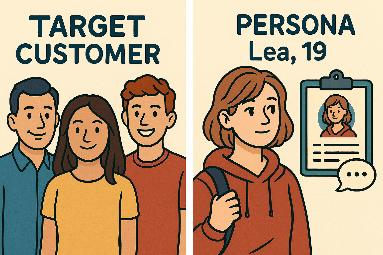 TARGET
CUSTOMER
PERSONA
Lea, 19